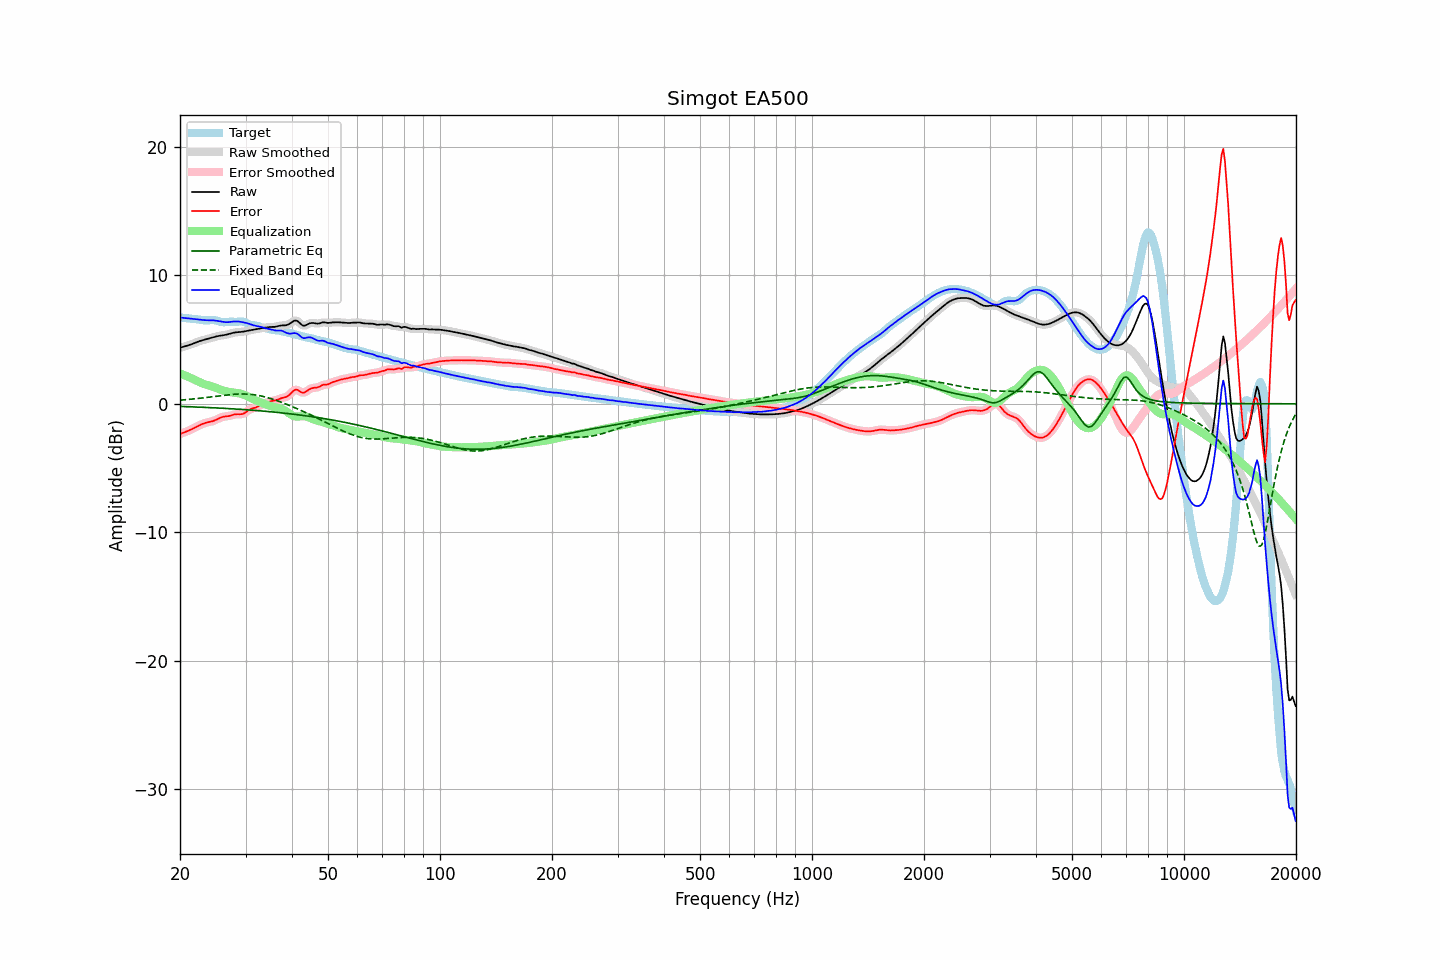 Simgot EA500
Target
Raw Smoothed
Error Smoothed
Raw
Error
Equalization
Parametric Eq
Fixed Band Eq
Equalized
20
10
0
−10
−20
−30
Amplitude (dBr)
20 50 100 200 500 1000 2000 5000 10000 20000
Frequency (Hz)